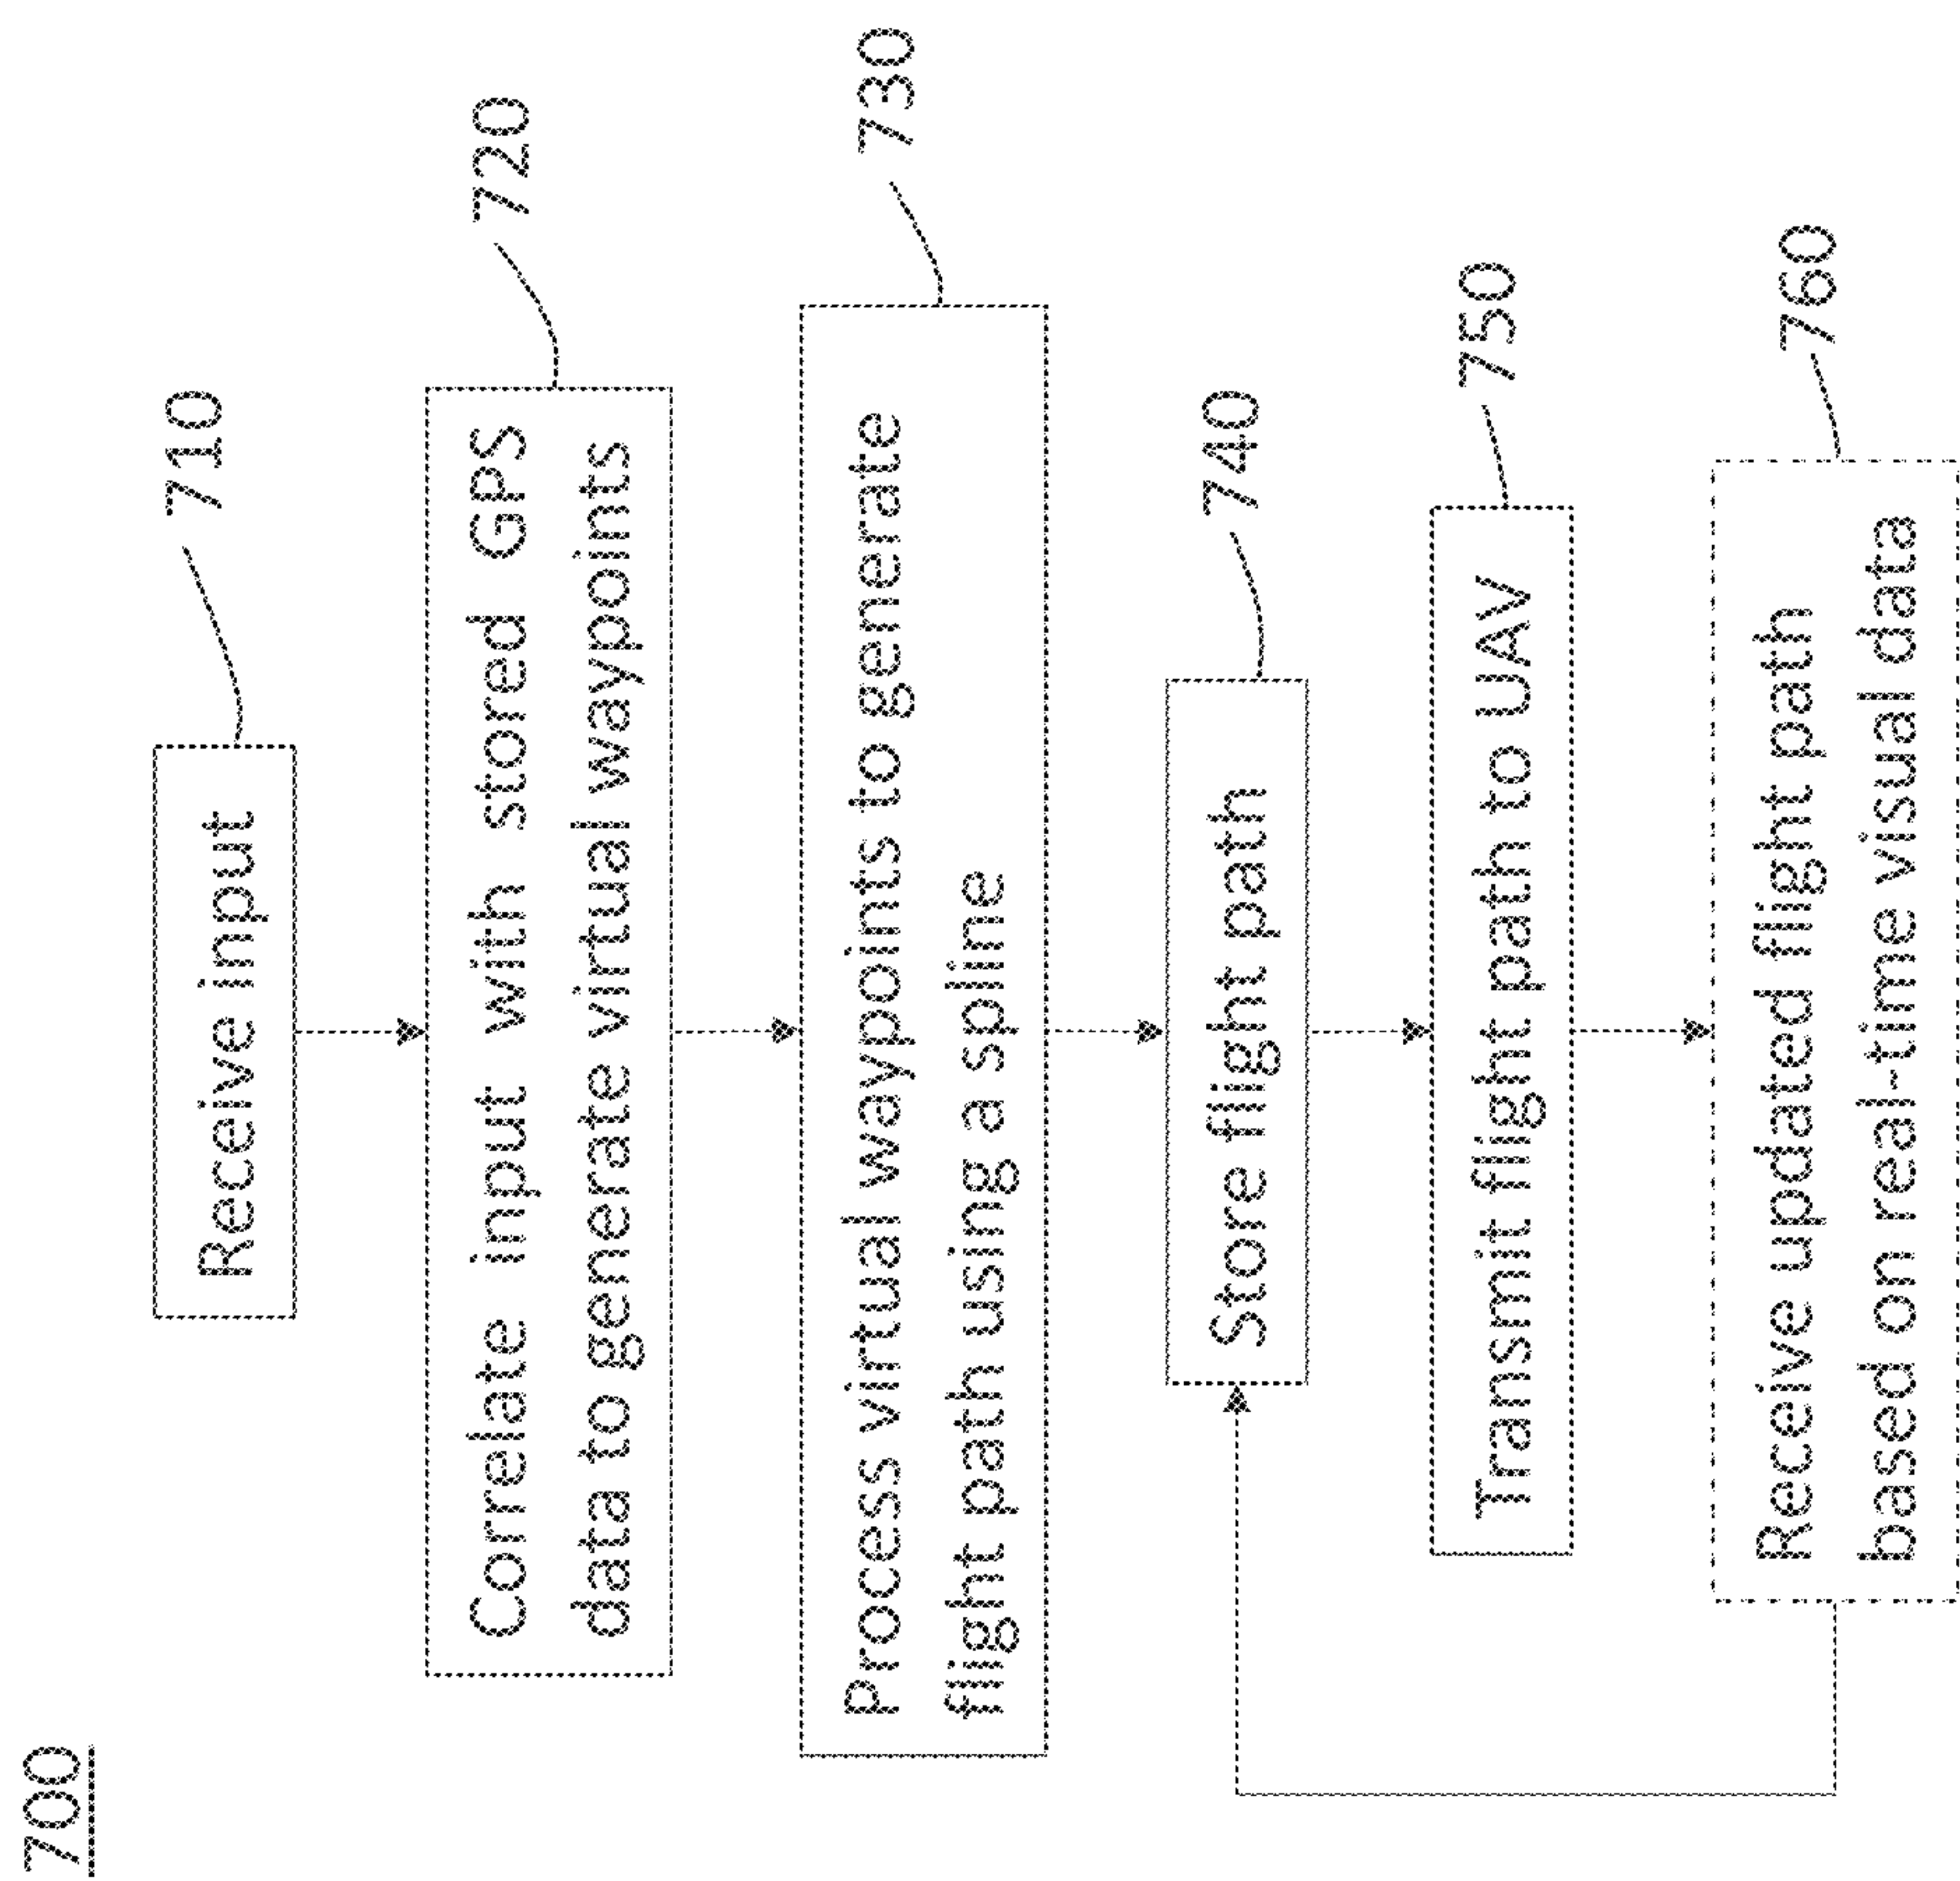 700
Receive input
710
Correlate input with stored GPS
data to generate virtual waypoints
720
Process virtual waypoints to generate
flight path using a spline
730
Store flight path
740
Transmit flight path to UAV
750
Receive updated flight path
based on real-time visual data
760